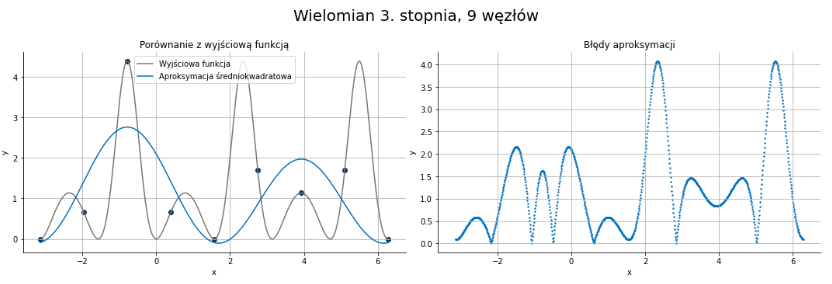 Wielomian 3. stopnia, 9 węzłów
Porównanie z wyjściową funkcją
Wyjściowa funkcja
Aproksymacja średniokwadratowa
y
4
3
2
1
0
−2
0
2
4
6
x
Błędy aproksymacji
y
4.0
3.5
3.0
2.5
2.0
1.5
1.0
0.5
0.0
−2
0
2
4
6
x